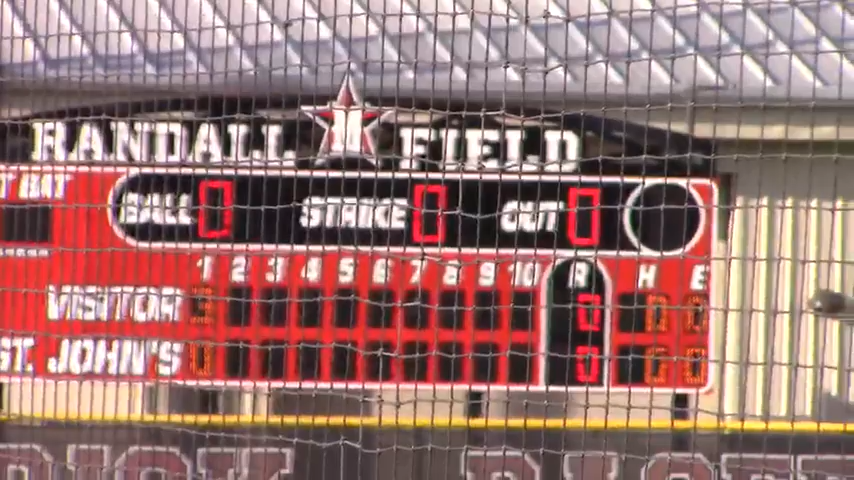 RANDALL FIELD
T BAT BALL 0 STRIKE 0 OUT 0
1 2 3 4 5 6 7 8 9 10 R H E
VISITOR 0 0 0
ST. JOHN'S 0 0 0 0